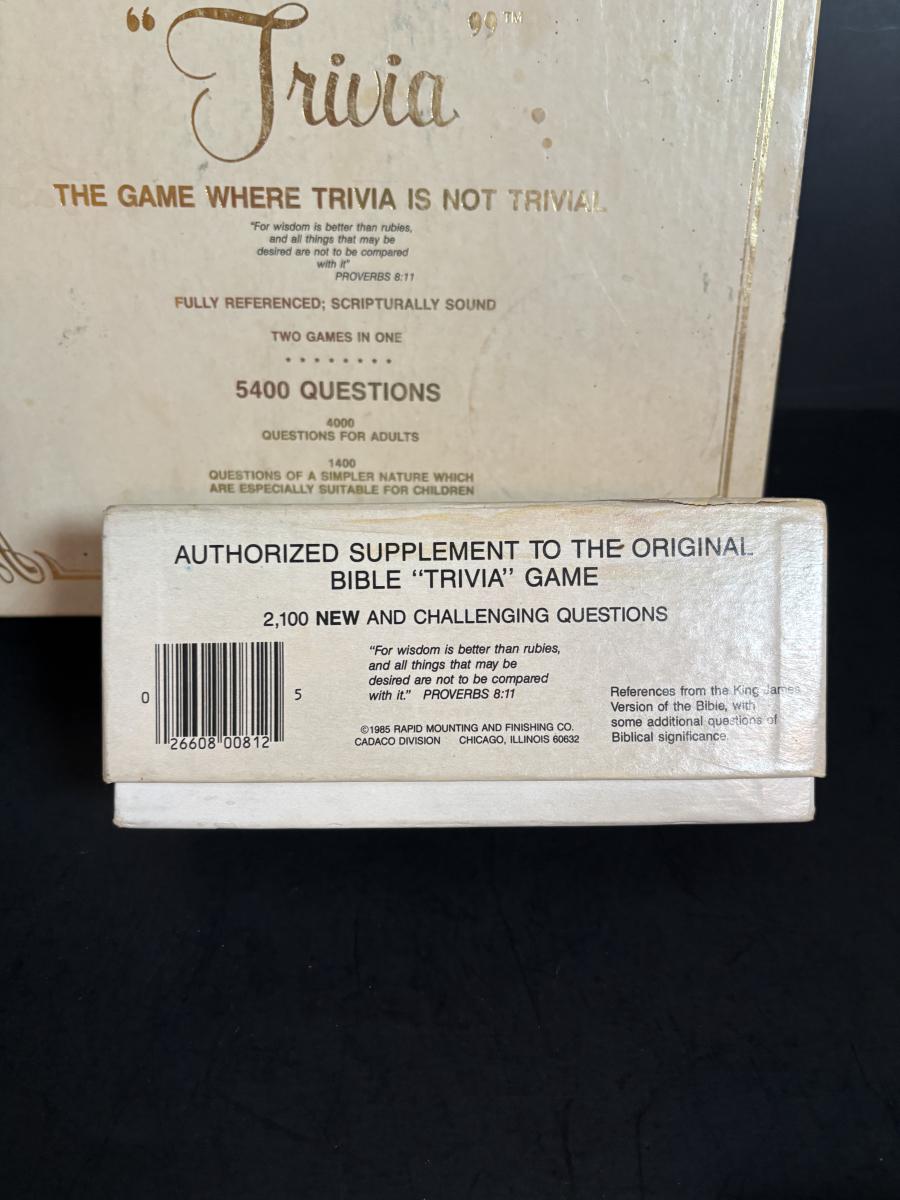 “Trivia”™
THE GAME WHERE TRIVIA IS NOT TRIVIAL
"For wisdom is better than rubies,
and all things that may be
desired are not to be compared
with it"
PROVERBS 8:11
FULLY REFERENCED; SCRIPTURALLY SOUND
TWO GAMES IN ONE
* * * * * * * *
5400 QUESTIONS
4000
QUESTIONS FOR ADULTS
1400
QUESTIONS OF A SIMPLER NATURE WHICH
ARE ESPECIALLY SUITABLE FOR CHILDREN
AUTHORIZED SUPPLEMENT TO THE ORIGINAL
BIBLE “TRIVIA” GAME
2,100 NEW AND CHALLENGING QUESTIONS
“For wisdom is better than rubies,
and all things that may be
desired are not to be compared
with it.” PROVERBS 8:11
©1985 RAPID MOUNTING AND FINISHING CO.
CADACO DIVISION CHICAGO, ILLINOIS 60632
References from the King James
Version of the Bible, with
some additional questions of
Biblical significance.
0 26608 00812 5